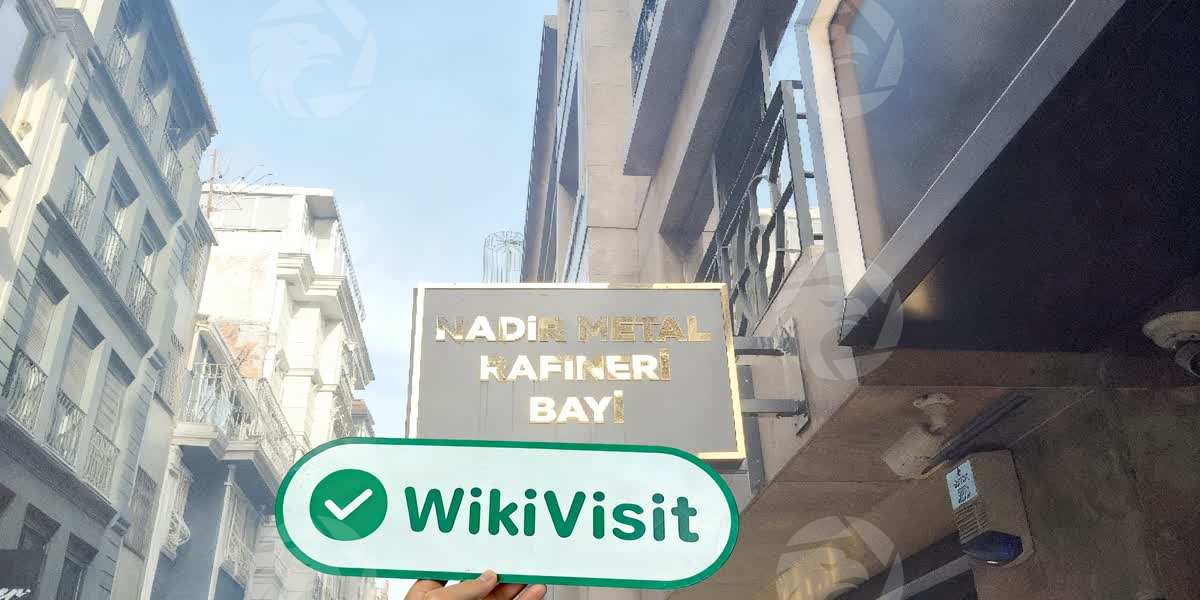 NADİR METAL
RAFİNERİ
BAYİ
WikiVisit